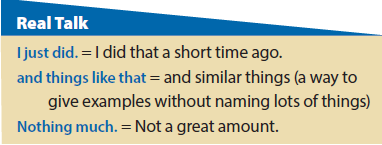 Real Talk
I just did. = I did that a short time ago.
and things like that = and similar things (a way to
give examples without naming lots of things)
Nothing much. = Not a great amount.